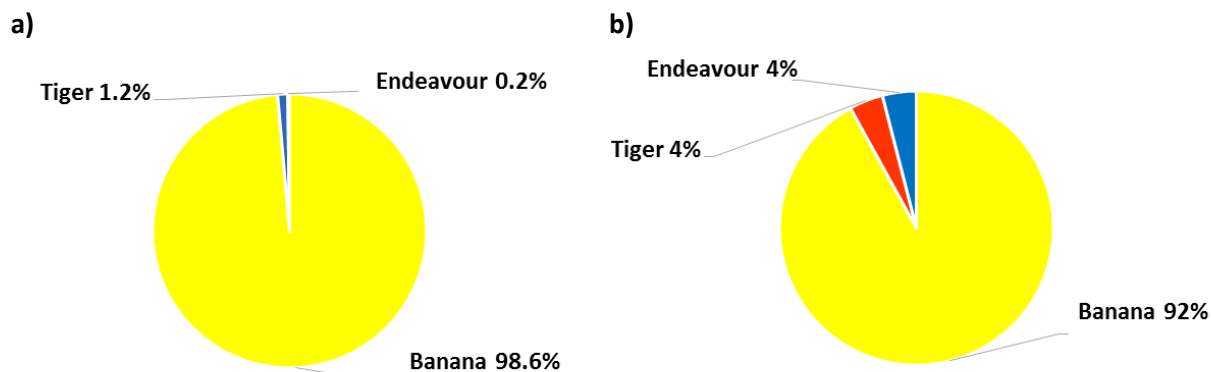 a)
Tiger 1.2%
Endeavour 0.2%
Banana 98.6%
b)
Endeavour 4%
Tiger 4%
Banana 92%